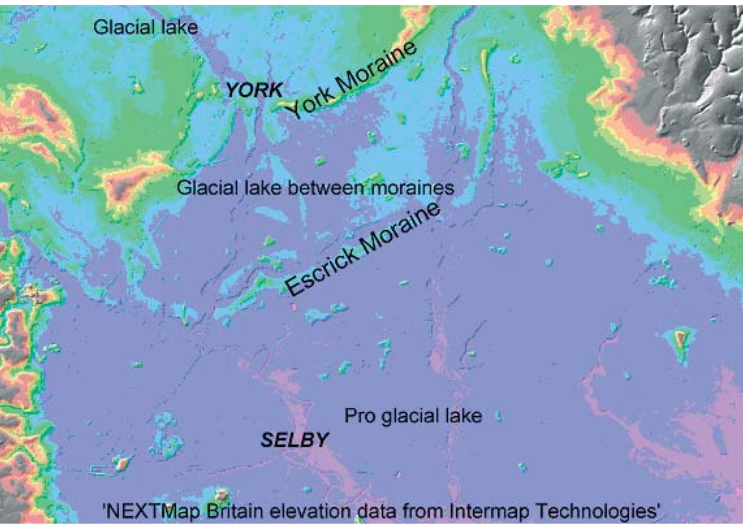 Glacial lake
YORK
York Moraine
Glacial lake between moraines
Escrick Moraine
Pro glacial lake
SELBY
'NEXTMap Britain elevation data from Intermap Technologies'